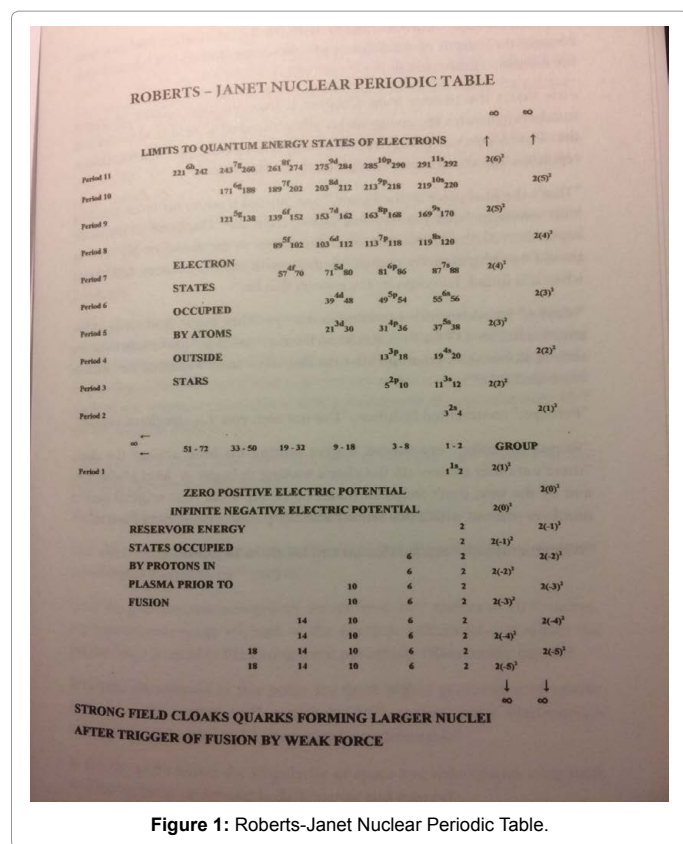 ROBERTS – JANET NUCLEAR PERIODIC TABLE
∞ ∞
LIMITS TO QUANTUM ENERGY STATES OF ELECTRONS ↑ ↑
Period 11 221 6h 242 243 7g 260 261 8f 274 275 9d 284 285 10p 290 291 11s 292 2(6)²
Period 10 171 6g 188 189 7f 202 203 8d 212 213 9p 218 219 10s 220 2(5)²
Period 9 121 5g 138 139 6f 152 153 7d 162 163 8p 168 169 9s 170 2(5)²
Period 8 89 5f 102 103 6d 112 113 7p 118 119 8s 120 2(4)²
ELECTRON
Period 7 57 4f 70 71 5d 80 81 6p 86 87 7s 88 2(4)²
STATES
Period 6 39 4d 48 49 5p 54 55 6s 56 2(3)²
OCCUPIED
Period 5 BY ATOMS 21 3d 30 31 4p 36 37 5s 38 2(3)²
Period 4 OUTSIDE 13 3p 18 19 4s 20 2(2)²
Period 3 STARS 5 2p 10 11 3s 12 2(2)²
Period 2 3 2s 4 2(1)²
∞ ← ← 51 - 72 33 - 50 19 - 32 9 - 18 3 - 8 1 - 2 GROUP
Period 1 1 1s 2 2(1)²
ZERO POSITIVE ELECTRIC POTENTIAL 2(0)²
INFINITE NEGATIVE ELECTRIC POTENTIAL 2(0)²
RESERVOIR ENERGY 2 2(-1)²
STATES OCCUPIED 2 2(-1)²
BY PROTONS IN 6 2 2(-2)²
6 2 2(-2)²
PLASMA PRIOR TO 10 6 2 2(-3)²
FUSION 10 6 2 2(-3)²
14 10 6 2 2(-4)²
14 10 6 2 2(-4)²
18 14 10 6 2 2(-5)²
18 14 10 6 2 2(-5)²
↓ ↓
∞ ∞
STRONG FIELD CLOAKS QUARKS FORMING LARGER NUCLEI
AFTER TRIGGER OF FUSION BY WEAK FORCE
Figure 1: Roberts-Janet Nuclear Periodic Table.